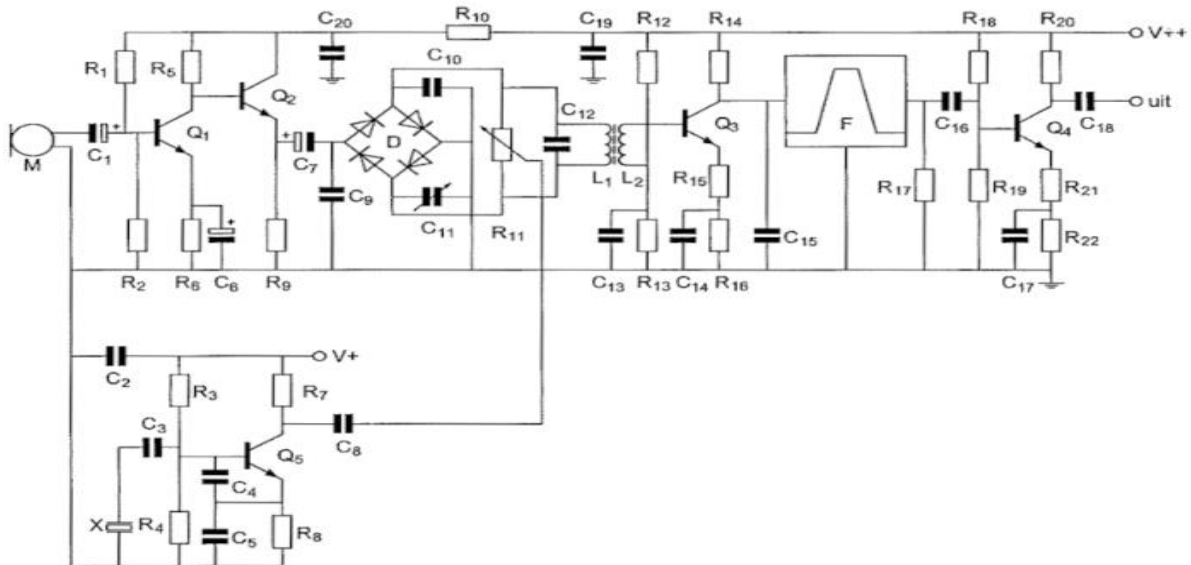 C20 R10 C19 R12 R14 R18 R20
V++
R1 R5 C10
Q2 C12
M C1 + Q1 + C7 D Q3 F C16 Q4 C18 uit
C9 L1 L2 R15 R17 R19 R21
+ C11 R11 C15 R22
R2 R6 C6 R9 C13 R13 C14 R16 C17
C2 V+
R3 R7
C3 C8
Q5
C4
X R4 C5 R8